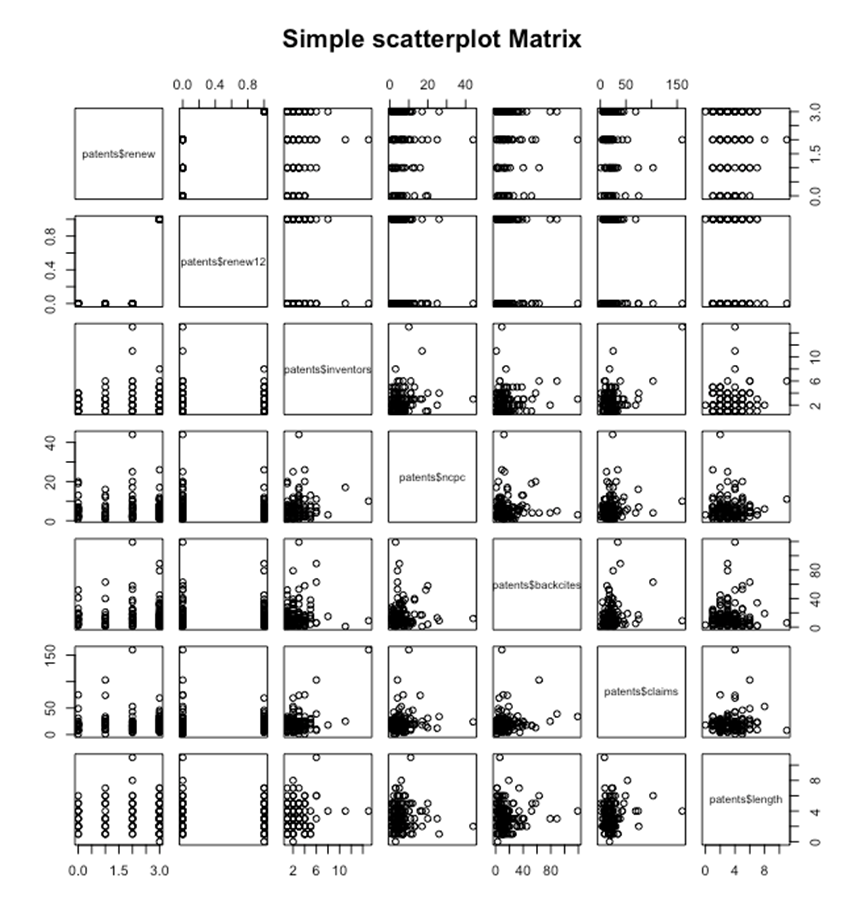 Simple scatterplot Matrix
0.0 0.4 0.8 0 20 40 0 50 150
patents$renew
0.0 1.5 3.0
0.0 0.4 0.8
patents$renew12
patents$inventors
2 6 10
0 20 40
patents$ncpc
patents$backcites
0 40 80
0 50 150
patents$claims
patents$length
0 4 8
0.0 1.5 3.0 2 6 10 0 40 80 0 4 8